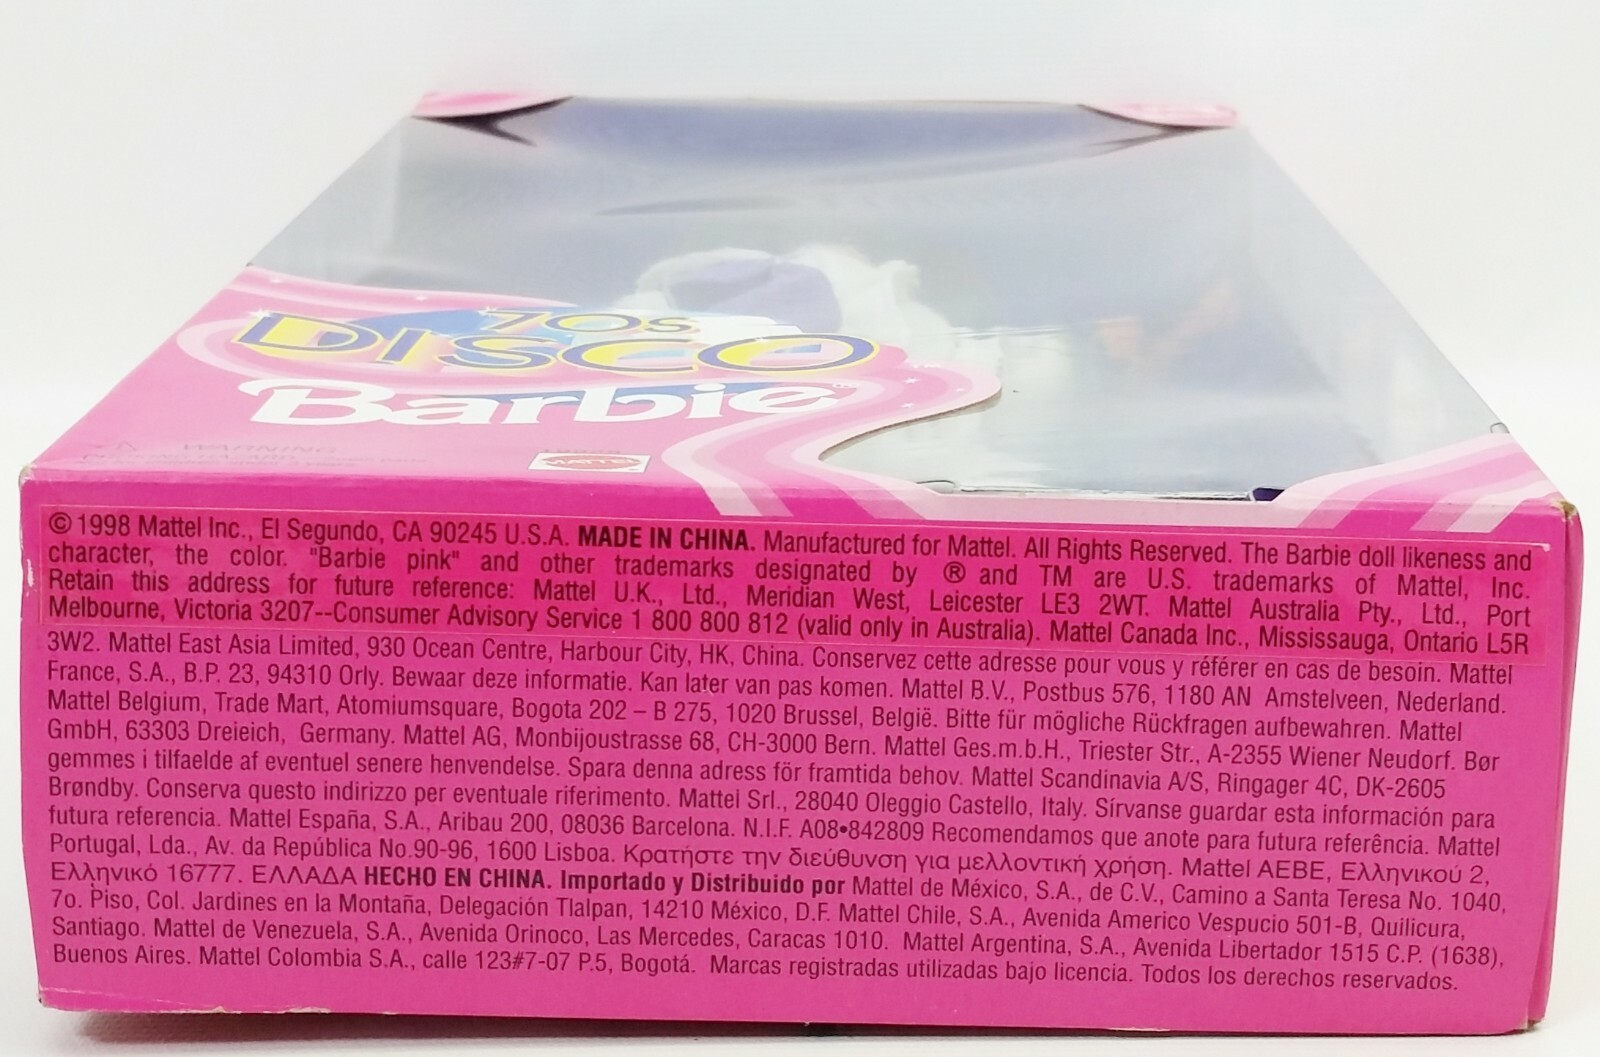 70s
DISCO
Barbie
WARNING
MATTEL
© 1998 Mattel Inc., El Segundo, CA 90245 U.S.A. MADE IN CHINA. Manufactured for Mattel. All Rights Reserved. The Barbie doll likeness and
character, the color. "Barbie pink" and other trademarks designated by ® and TM are U.S. trademarks of Mattel, Inc.
Retain this address for future reference: Mattel U.K., Ltd., Meridian West, Leicester LE3 2WT. Mattel Australia Pty., Ltd., Port
Melbourne, Victoria 3207--Consumer Advisory Service 1 800 800 812 (valid only in Australia). Mattel Canada Inc., Mississauga, Ontario L5R
3W2. Mattel East Asia Limited, 930 Ocean Centre, Harbour City, HK, China. Conservez cette adresse pour vous y référer en cas de besoin. Mattel
France, S.A., B.P. 23, 94310 Orly. Bewaar deze informatie. Kan later van pas komen. Mattel B.V., Postbus 576, 1180 AN Amstelveen, Nederland.
Mattel Belgium, Trade Mart, Atomiumsquare, Bogota 202 – B 275, 1020 Brussel, België. Bitte für mögliche Rückfragen aufbewahren. Mattel
GmbH, 63303 Dreieich, Germany. Mattel AG, Monbijoustrasse 68, CH-3000 Bern. Mattel Ges.m.b.H., Triester Str., A-2355 Wiener Neudorf. Bør
gemmes i tilfaelde af eventuel senere henvendelse. Spara denna adress för framtida behov. Mattel Scandinavia A/S, Ringager 4C, DK-2605
Brøndby. Conserva questo indirizzo per eventuale riferimento. Mattel Srl., 28040 Oleggio Castello, Italy. Sírvanse guardar esta información para
futura referencia. Mattel España, S.A., Aribau 200, 08036 Barcelona. N.I.F. A08•842809 Recomendamos que anote para futura referência. Mattel
Portugal, Lda., Av. da República No.90-96, 1600 Lisboa. Κρατήστε την διεύθυνση για μελλοντική χρήση. Mattel AEBE, Ελληνικού 2,
Ελληνικό 16777. ΕΛΛΑΔΑ HECHO EN CHINA. Importado y Distribuido por Mattel de México, S.A., de C.V., Camino a Santa Teresa No. 1040,
7o. Piso, Col. Jardines en la Montaña, Delegación Tlalpan, 14210 México, D.F. Mattel Chile, S.A., Avenida Americo Vespucio 501-B, Quilicura,
Santiago. Mattel de Venezuela, S.A., Avenida Orinoco, Las Mercedes, Caracas 1010. Mattel Argentina, S.A., Avenida Libertador 1515 C.P. (1638),
Buenos Aires. Mattel Colombia S.A., calle 123#7-07 P.5, Bogotá. Marcas registradas utilizadas bajo licencia. Todos los derechos reservados.